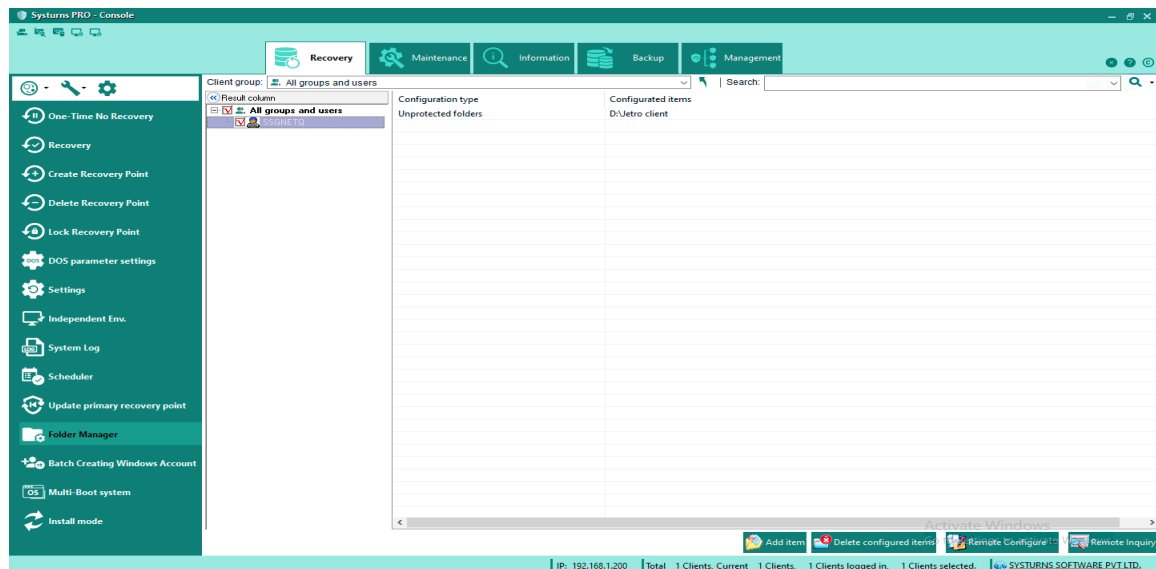 Systurns PRO - Console
Recovery
Maintenance
Information
Backup
Management
Client group: All groups and users
Search:
Result column
All groups and users
SSGNETQ
Configuration type
Configurated items
Unprotected folders
D:\Jetro client
One-Time No Recovery
Recovery
Create Recovery Point
Delete Recovery Point
Lock Recovery Point
DOS
DOS parameter settings
Settings
Independent Env.
LOG
System Log
Scheduler
Update primary recovery point
Folder Manager
Batch Creating Windows Account
OS
Multi-Boot system
Install mode
Activate Windows
Add item
Delete configured items
Remote Configure
Remote Inquiry
IP: 192.168.1.200
Total 1 Clients. Current 1 Clients. 1 Clients logged in. 1 Clients selected.
SYSTURNS SOFTWARE PVT LTD.